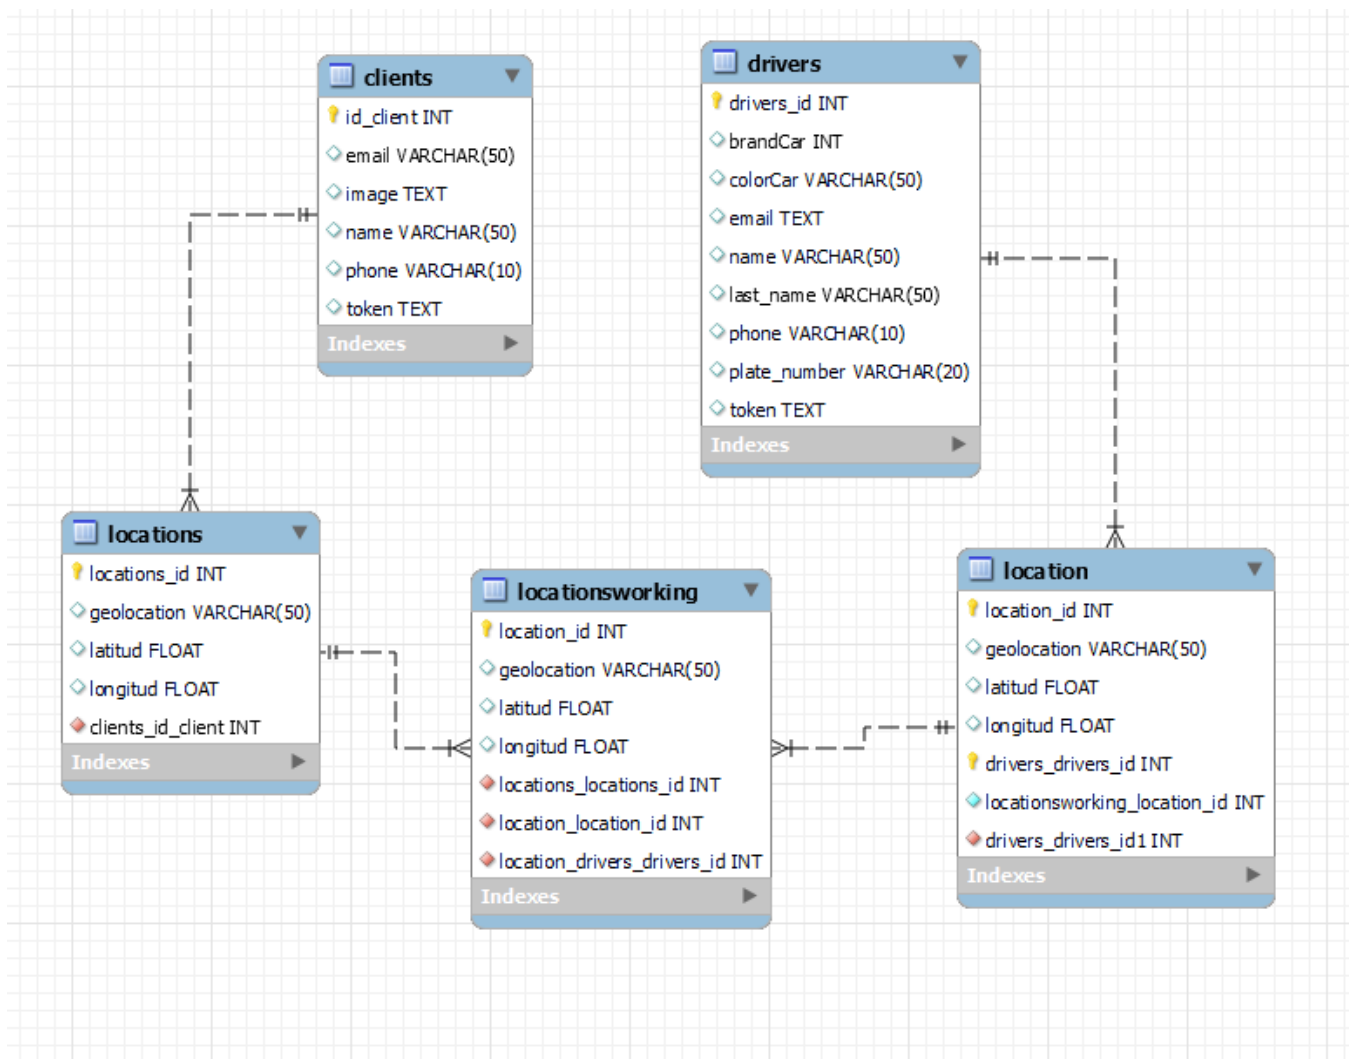 clients
id_client INT
email VARCHAR(50)
image TEXT
name VARCHAR(50)
phone VARCHAR(10)
token TEXT
Indexes
drivers
drivers_id INT
brandCar INT
colorCar VARCHAR(50)
email TEXT
name VARCHAR(50)
last_name VARCHAR(50)
phone VARCHAR(10)
plate_number VARCHAR(20)
token TEXT
Indexes
locations
locations_id INT
geolocation VARCHAR(50)
latitud FLOAT
longitud FLOAT
clients_id_client INT
Indexes
locationsworking
location_id INT
geolocation VARCHAR(50)
latitud FLOAT
longitud FLOAT
locations_locations_id INT
location_location_id INT
location_drivers_drivers_id INT
Indexes
location
location_id INT
geolocation VARCHAR(50)
latitud FLOAT
longitud FLOAT
drivers_drivers_id INT
locationsworking_location_id INT
drivers_drivers_id1 INT
Indexes